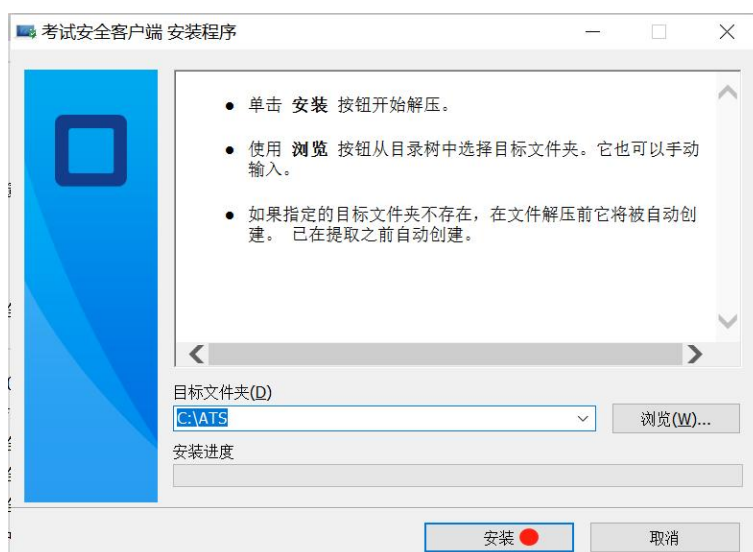 考试安全客户端 安装程序
● 单击 安装 按钮开始解压。
● 使用 浏览 按钮从目录树中选择目标文件夹。它也可以手动
输入。
● 如果指定的目标文件夹不存在，在文件解压前它将被自动创
建。 已在提取之前自动创建。
目标文件夹(D)
C:\ATS
浏览(W)...
安装进度
安装
取消